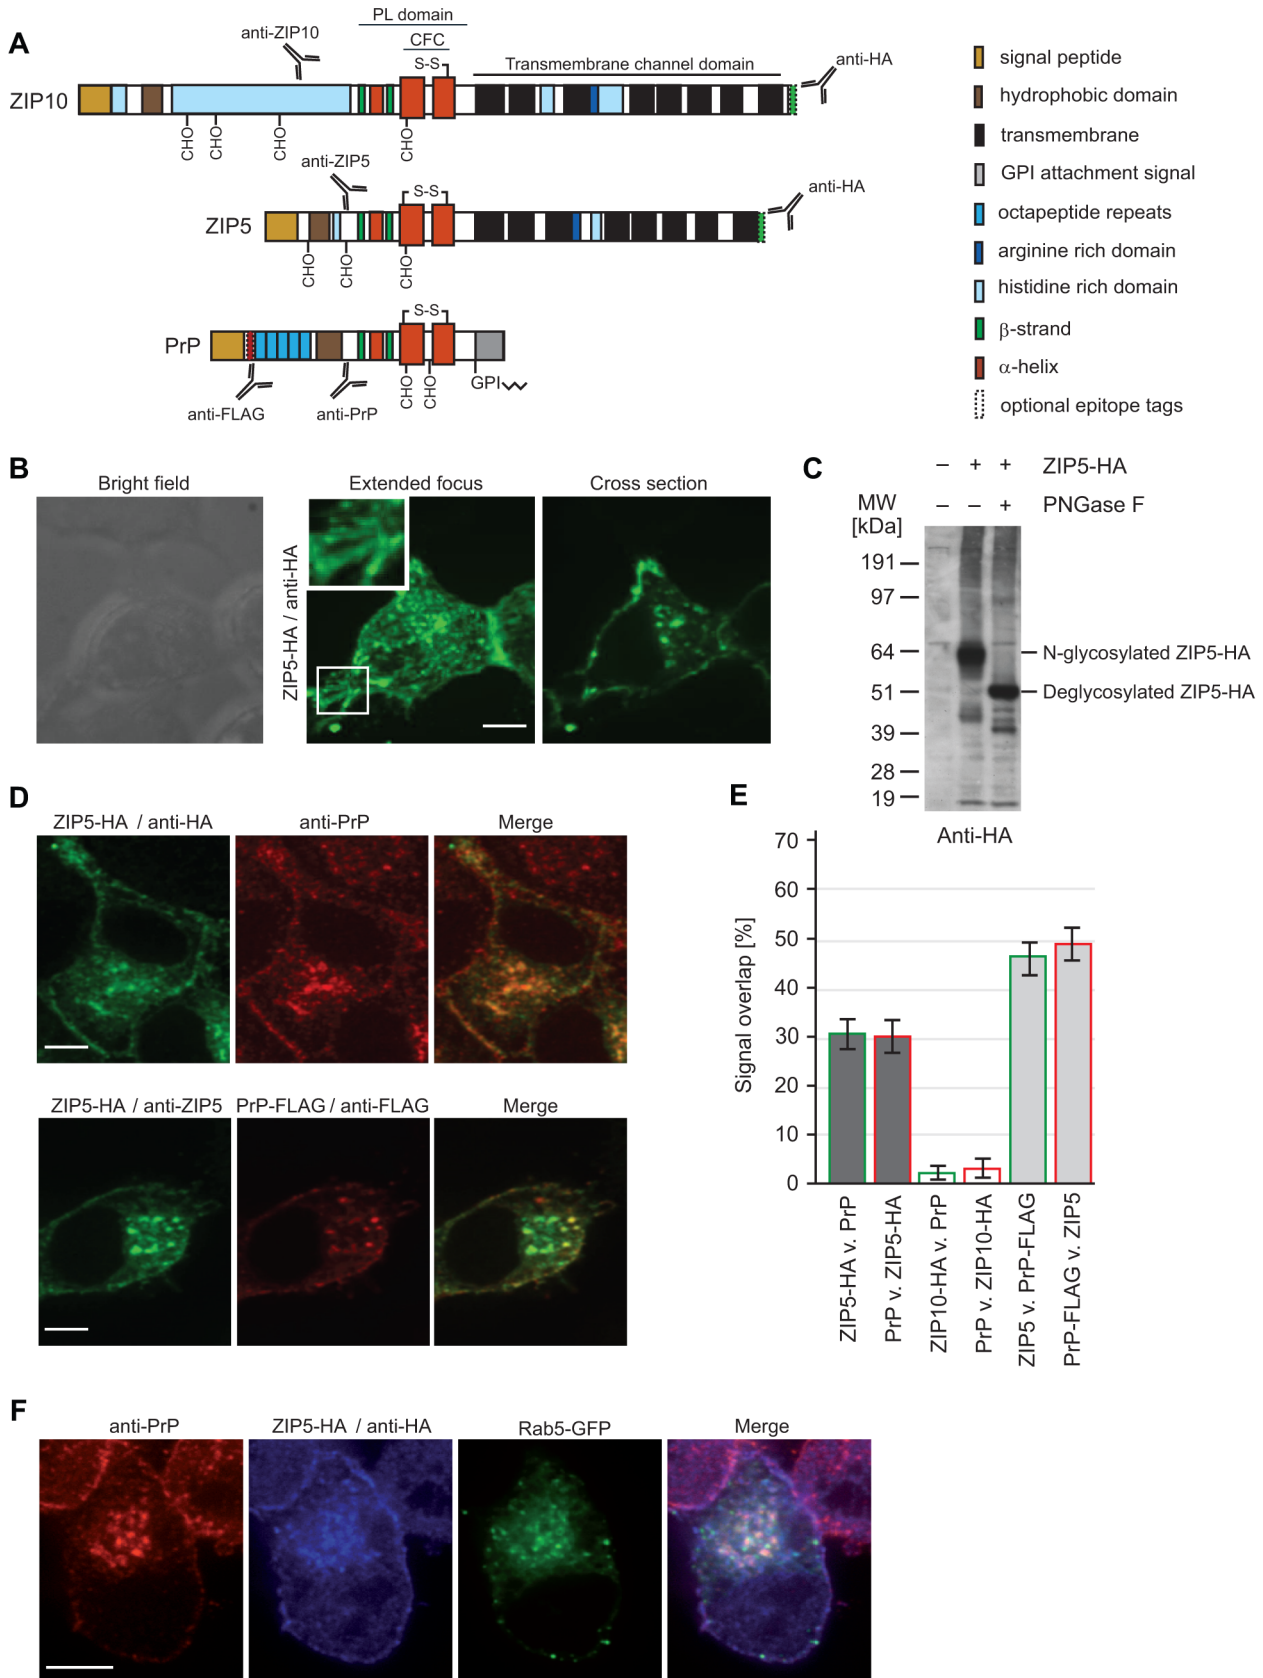 A
PL domain
anti-ZIP10
CFC
S-S
Transmembrane channel domain
anti-HA
ZIP10
CHO
CHO
CHO
CHO
anti-ZIP5
S-S
anti-HA
ZIP5
CHO
CHO
CHO
S-S
PrP
CHO
CHO
GPI
anti-FLAG
anti-PrP
signal peptide
hydrophobic domain
transmembrane
GPI attachment signal
octapeptide repeats
arginine rich domain
histidine rich domain
β-strand
α-helix
optional epitope tags
B
Bright field
Extended focus
Cross section
ZIP5-HA / anti-HA
C
– + + ZIP5-HA
– – + PNGase F
MW
[kDa]
191
97
64
51
39
28
19
N-glycosylated ZIP5-HA
Deglycosylated ZIP5-HA
Anti-HA
D
ZIP5-HA / anti-HA
anti-PrP
Merge
ZIP5-HA / anti-ZIP5
PrP-FLAG / anti-FLAG
Merge
E
Signal overlap [%]
70
60
50
40
30
20
10
0
ZIP5-HA v. PrP
PrP v. ZIP5-HA
ZIP10-HA v. PrP
PrP v. ZIP10-HA
ZIP5 v. PrP-FLAG
PrP-FLAG v. ZIP5
F
anti-PrP
ZIP5-HA / anti-HA
Rab5-GFP
Merge